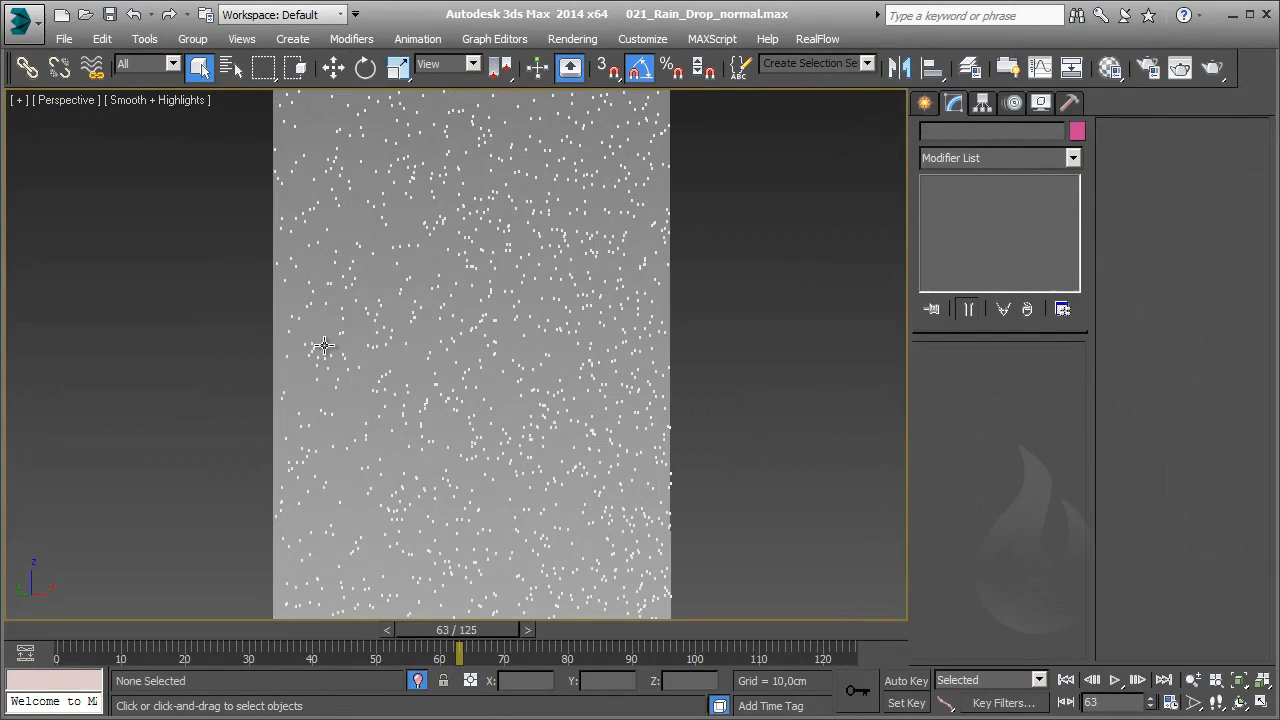 Workspace: Default
Autodesk 3ds Max 2014 x64 021_Rain_Drop_normal.max
Type a keyword or phrase
File Edit Tools Group Views Create Modifiers Animation Graph Editors Rendering Customize MAXScript Help RealFlow
All
View
3
%
ABC
Create Selection Se
[ + ] [ Perspective ] [ Smooth + Highlights ]
Modifier List
z
x
< 63 / 125 >
0 10 20 30 40 50 60 70 80 90 100 110 120
None Selected
X:
Y:
Z:
Grid = 10,0cm
Auto Key
Selected
Welcome to M
Click or click-and-drag to select objects
Add Time Tag
Set Key
Key Filters...
63